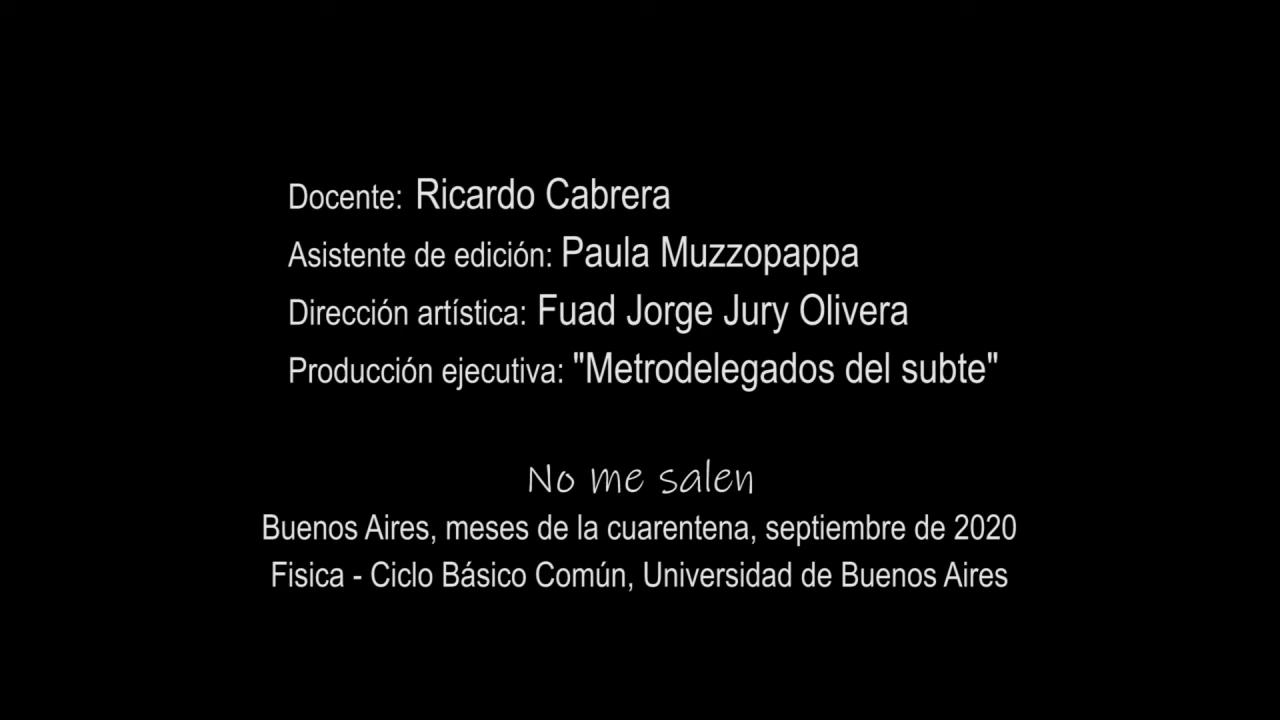 Docente: Ricardo Cabrera
Asistente de edición: Paula Muzzopappa
Dirección artística: Fuad Jorge Jury Olivera
Producción ejecutiva: "Metrodelegados del subte"
No me salen
Buenos Aires, meses de la cuarentena, septiembre de 2020
Fisica - Ciclo Básico Común, Universidad de Buenos Aires